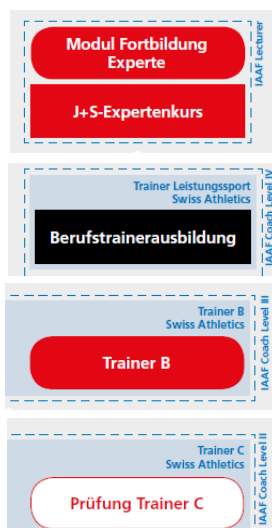 Modul Fortbildung
Experte
J+S-Expertenkurs
IAAF Lecturer
Trainer Leistungssport
Swiss Athletics
Berufstrainerausbildung
IAAF Coach Level IV
Trainer B
Swiss Athletics
Trainer B
IAAF Coach Level III
Trainer C
Swiss Athletics
Prüfung Trainer C
IAAF Coach Level II